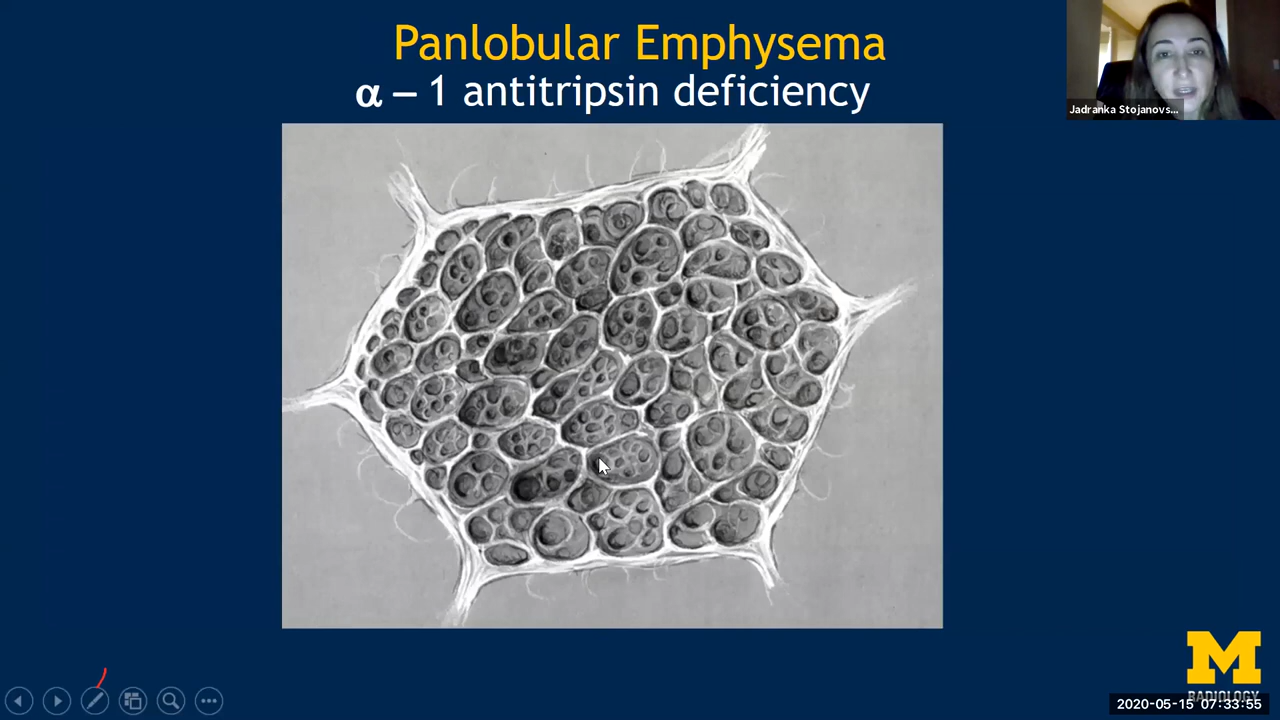 Panlobular Emphysema
α – 1 antitripsin deficiency
Jadranka Stojanovs...
M
RADIOLOGY
2020-05-15 07:33:55